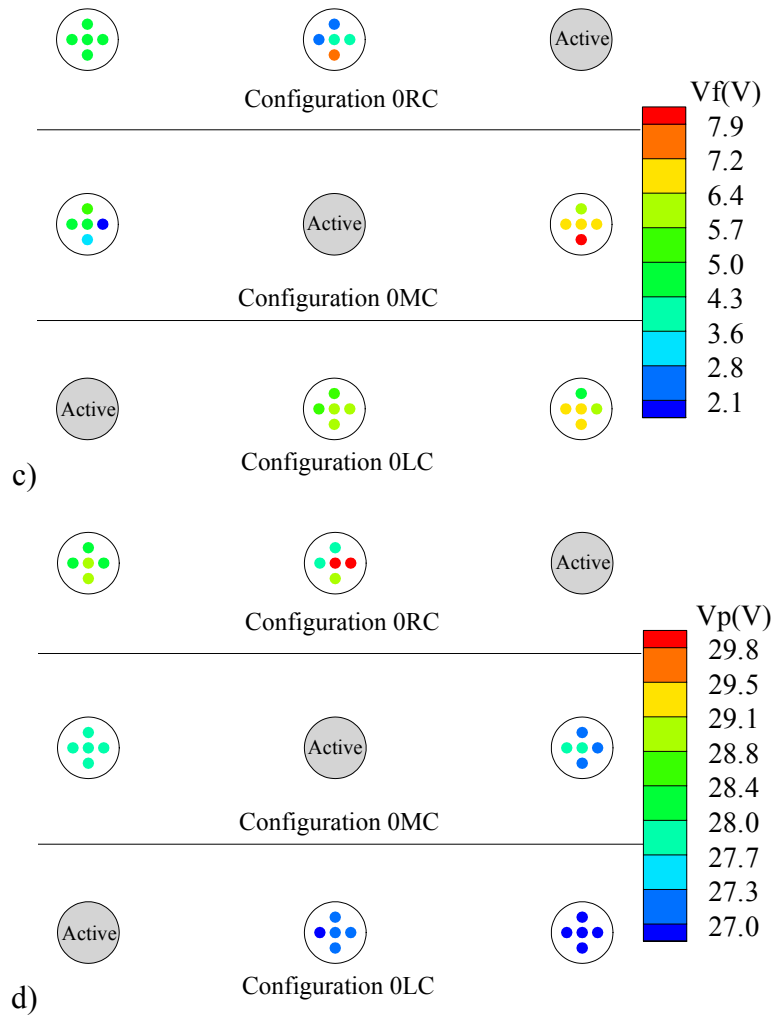 Active
Configuration 0RC
Vf(V)
7.9
7.2
6.4
5.7
5.0
4.3
3.6
2.8
2.1
Active
Configuration 0MC
Active
Configuration 0LC
c)
Active
Configuration 0RC
Vp(V)
29.8
29.5
29.1
28.8
28.4
28.0
27.7
27.3
27.0
Active
Configuration 0MC
Active
Configuration 0LC
d)